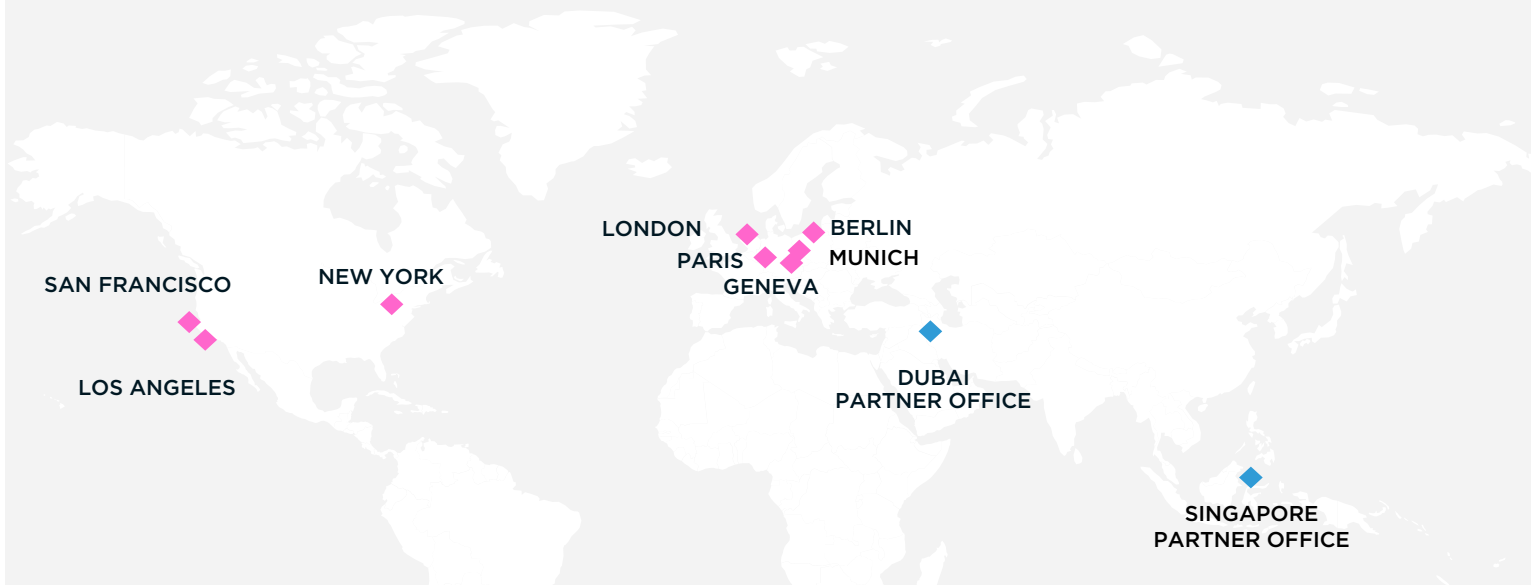 LONDON
BERLIN
PARIS
MUNICH
GENEVA
SAN FRANCISCO
NEW YORK
LOS ANGELES
DUBAI
PARTNER OFFICE
SINGAPORE
PARTNER OFFICE